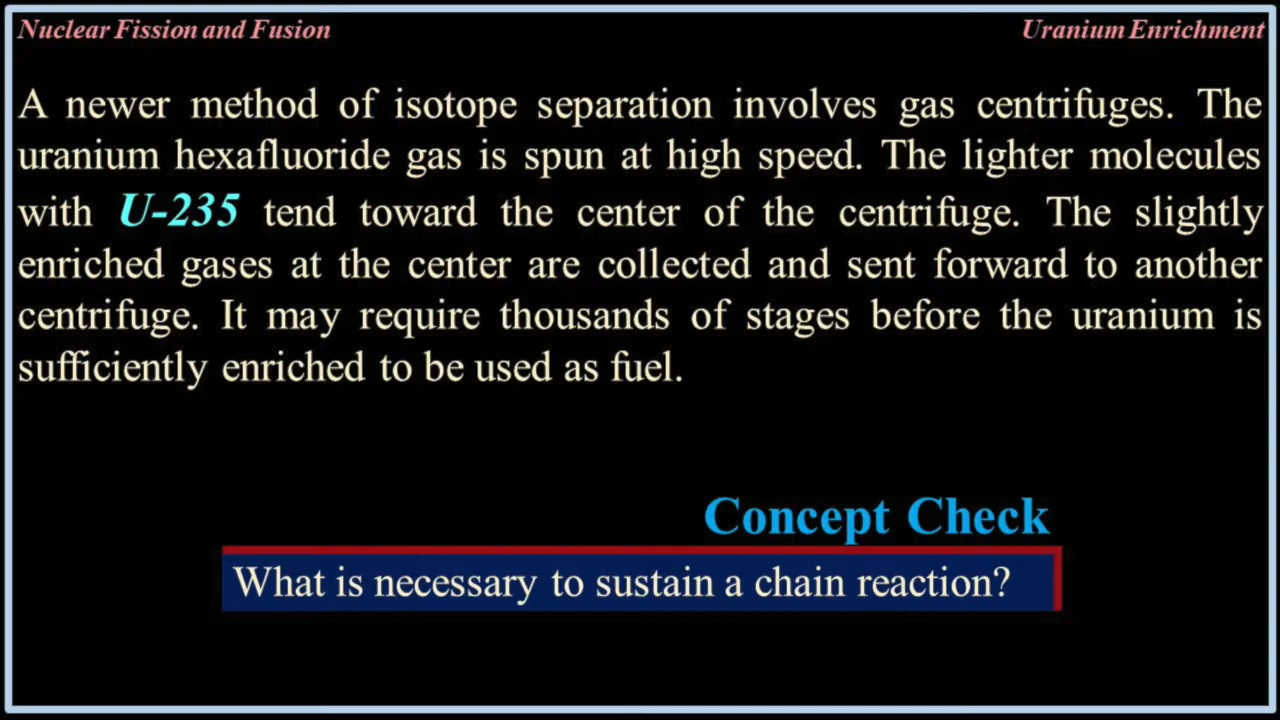 Nuclear Fission and Fusion
Uranium Enrichment
A newer method of isotope separation involves gas centrifuges. The
uranium hexafluoride gas is spun at high speed. The lighter molecules
with U-235 tend toward the center of the centrifuge. The slightly
enriched gases at the center are collected and sent forward to another
centrifuge. It may require thousands of stages before the uranium is
sufficiently enriched to be used as fuel.
Concept Check
What is necessary to sustain a chain reaction?